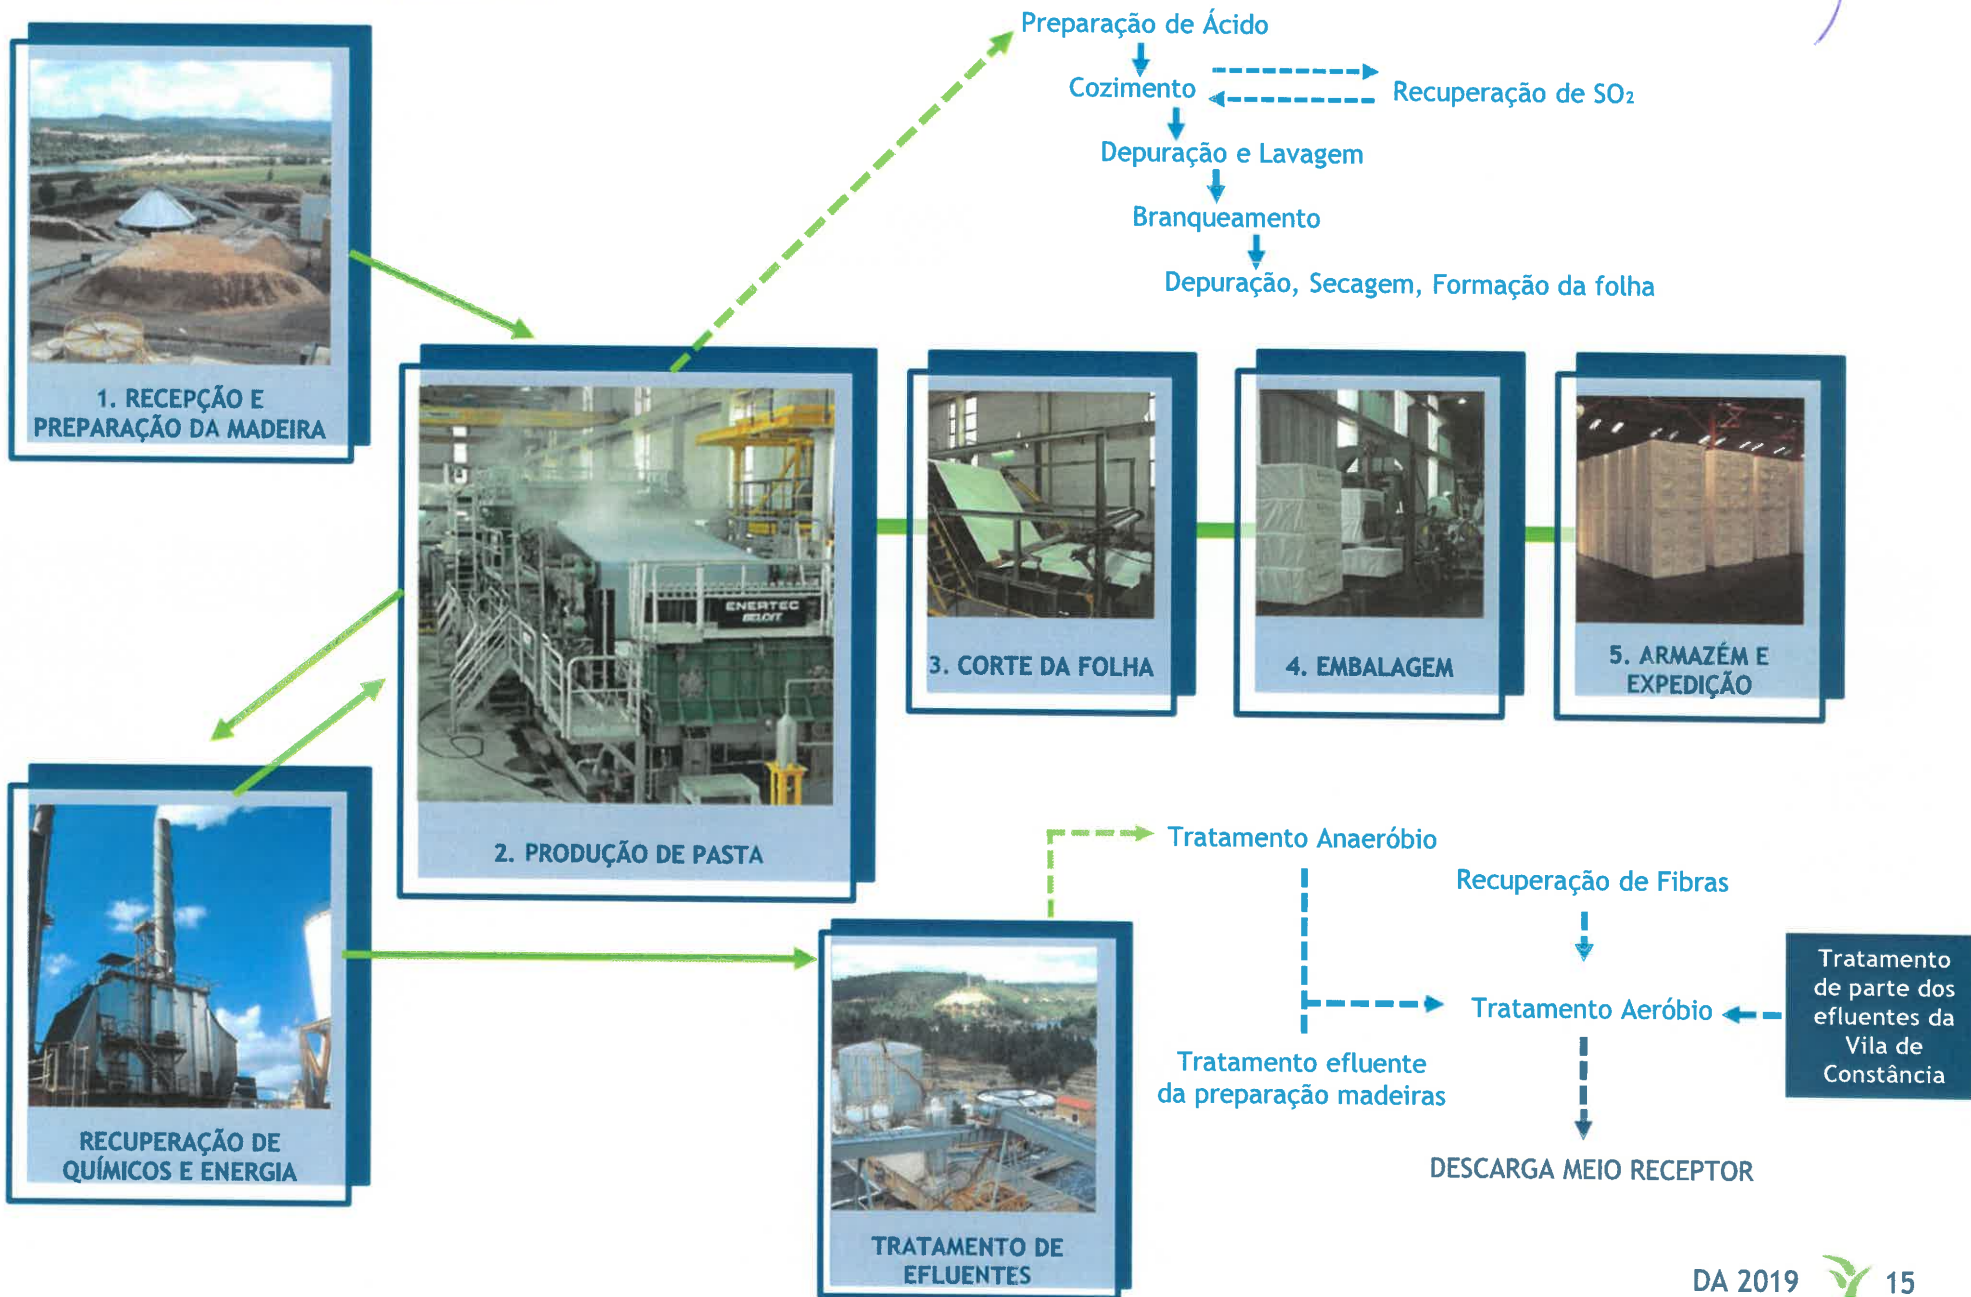 Preparação de Ácido
Cozimento
Recuperação de SO₂
Depuração e Lavagem
Branqueamento
Depuração, Secagem, Formação da folha
1. RECEPÇÃO E
PREPARAÇÃO DA MADEIRA
ENERTEC
BELOIT
2. PRODUÇÃO DE PASTA
3. CORTE DA FOLHA
4. EMBALAGEM
5. ARMAZÉM E
EXPEDIÇÃO
RECUPERAÇÃO DE
QUÍMICOS E ENERGIA
TRATAMENTO DE
EFLUENTES
Tratamento Anaeróbio
Recuperação de Fibras
Tratamento Aeróbio
Tratamento
de parte dos
efluentes da
Vila de
Constância
Tratamento efluente
da preparação madeiras
DESCARGA MEIO RECEPTOR
DA 2019
15